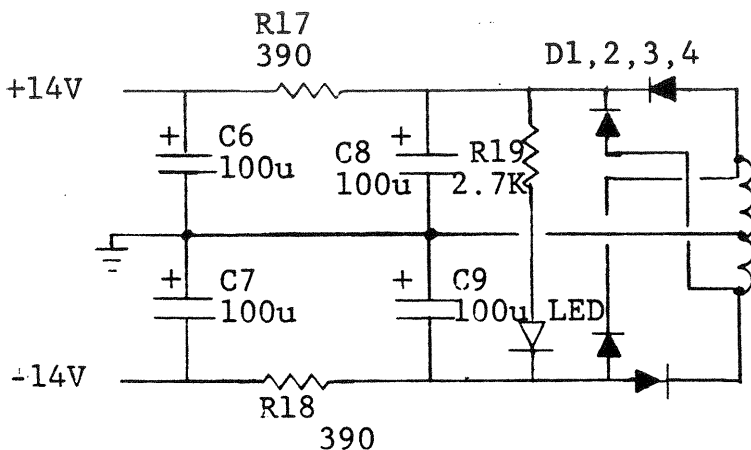 R17
390
D1,2,3,4
+14V
+
C6
100u
+
C8
100u
R19
2.7K
+
C7
100u
+
C9
100u
LED
-14V
R18
390